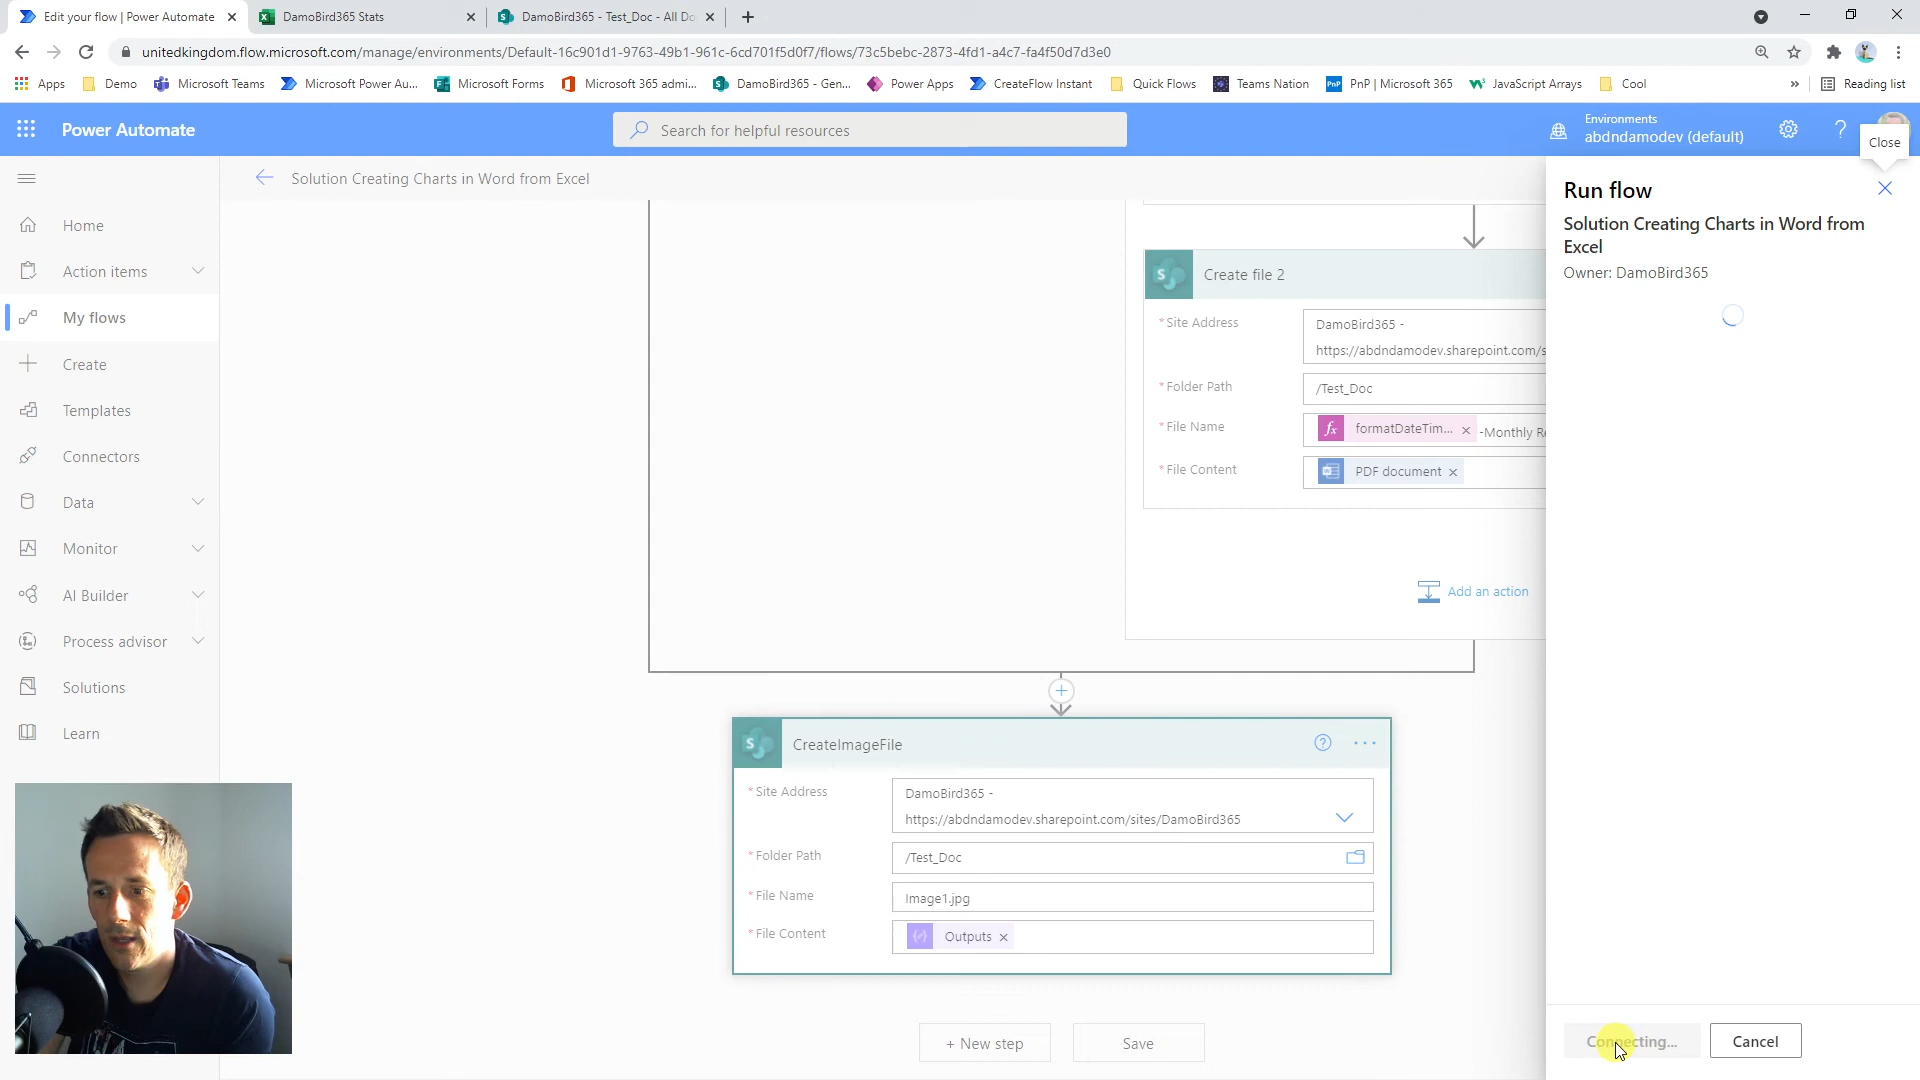 Edit your flow | Power Automate
DamoBird365 Stats
DamoBird365 - Test_Doc - All Do
unitedkingdom.flow.microsoft.com/manage/environments/Default-16c901d1-9763-49b1-961c-6cd701f5d0f7/flows/73c5bebc-2873-4fd1-a4c7-fa4f50d7d3e0
Apps
Demo
Microsoft Teams
Microsoft Power Au...
Microsoft Forms
Microsoft 365 admi...
DamoBird365 - Gen...
Power Apps
CreateFlow Instant
Quick Flows
Teams Nation
PnP | Microsoft 365
JavaScript Arrays
Cool
»
Reading list
Power Automate
Search for helpful resources
Environments
abdndamodev (default)
Close
Solution Creating Charts in Word from Excel
Home
Action items
My flows
Create
Templates
Connectors
Data
Monitor
AI Builder
Process advisor
Solutions
Learn
Create file 2
* Site Address
DamoBird365 -
https://abdndamodev.sharepoint.com/s
* Folder Path
/Test_Doc
* File Name
formatDateTim... × -Monthly Re
* File Content
PDF document ×
Add an action
CreateImageFile
* Site Address
DamoBird365 -
https://abdndamodev.sharepoint.com/sites/DamoBird365
* Folder Path
/Test_Doc
* File Name
Image1.jpg
* File Content
Outputs ×
+ New step
Save
Run flow
Solution Creating Charts in Word from
Excel
Owner: DamoBird365
Connecting...
Cancel